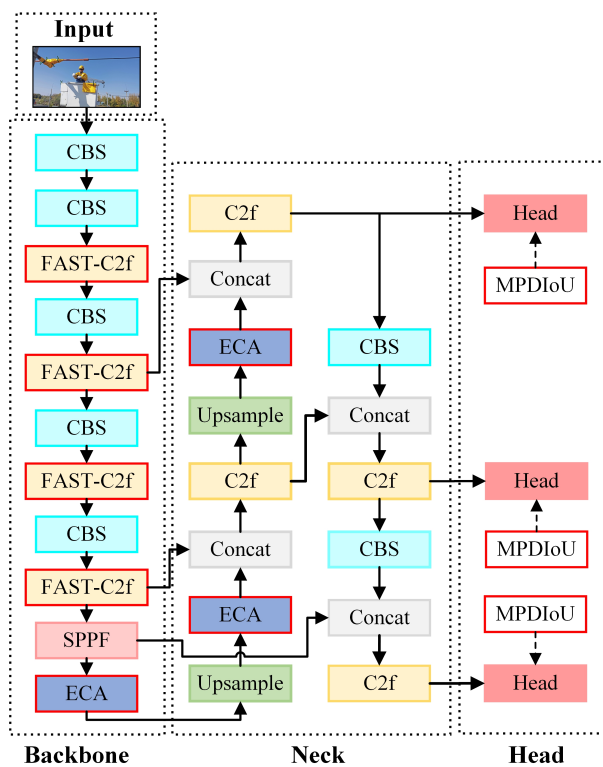 Input
CBS
CBS
FAST-C2f
CBS
FAST-C2f
CBS
FAST-C2f
CBS
FAST-C2f
SPPF
ECA
Backbone
C2f
Concat
ECA
Upsample
C2f
Concat
ECA
Upsample
CBS
Concat
C2f
CBS
Concat
C2f
Neck
Head
MPDIoU
Head
MPDIoU
MPDIoU
Head
Head